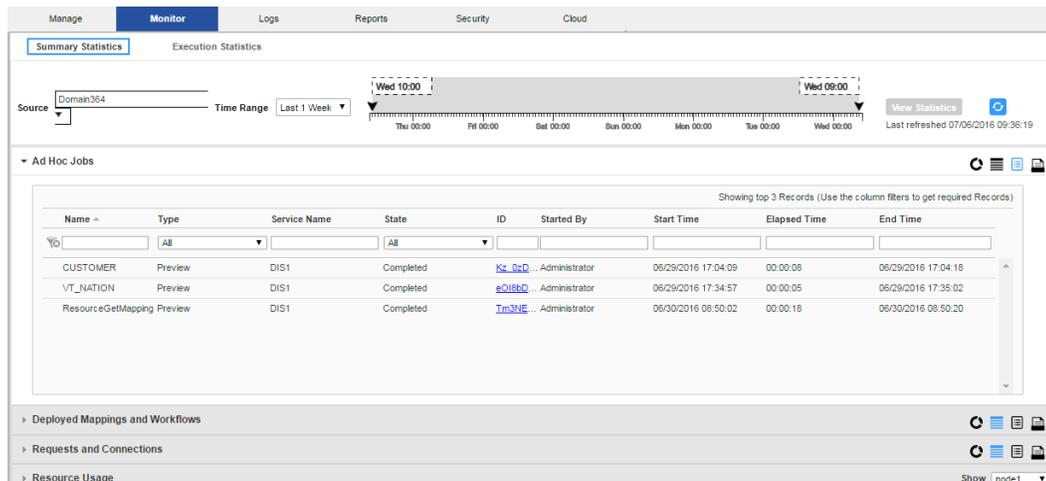 Manage Monitor Logs Reports Security Cloud
Summary Statistics Execution Statistics
Wed 10:00 Wed 09:00
Source Domain364 Time Range Last 1 Week View Statistics
Thu 00:00 Fri 00:00 Sat 00:00 Sun 00:00 Mon 00:00 Tue 00:00 Wed 00:00 Last refreshed 07/06/2016 09:36:19
Ad Hoc Jobs
Showing top 3 Records (Use the column filters to get required Records)
Name Type Service Name State ID Started By Start Time Elapsed Time End Time
All All
CUSTOMER Preview DIS1 Completed Kz_0zD... Administrator 06/29/2016 17:04:09 00:00:08 06/29/2016 17:04:18
VT_NATION Preview DIS1 Completed eOI8bD... Administrator 06/29/2016 17:34:57 00:00:05 06/29/2016 17:35:02
ResourceGetMapping Preview DIS1 Completed Tm3NE... Administrator 06/30/2016 08:50:02 00:00:18 06/30/2016 08:50:20
Deployed Mappings and Workflows
Requests and Connections
Resource Usage Show node1